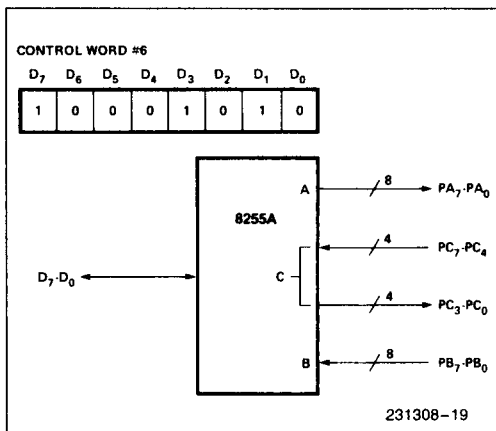 CONTROL WORD #6
D7 D6 D5 D4 D3 D2 D1 D0
1 0 0 0 1 0 1 0
A 8 PA7-PA0
8255A
4 PC7-PC4
D7-D0 C
4 PC3-PC0
B 8 PB7-PB0
231308-19